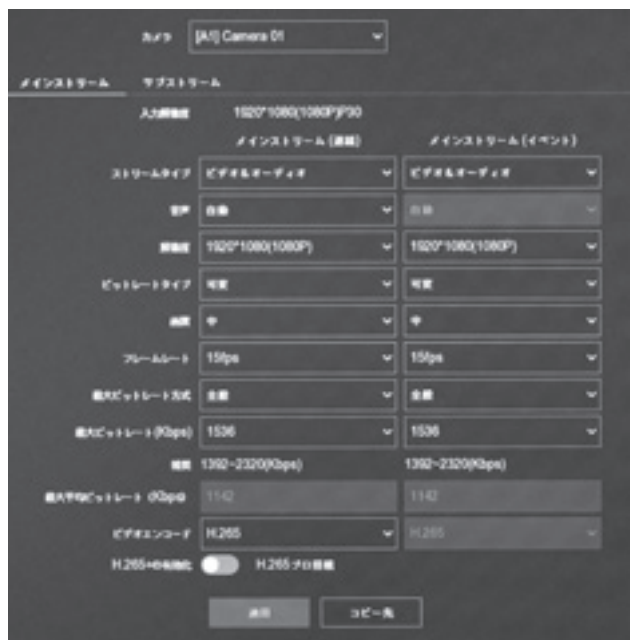 カメラ [A1] Camera 01
メインストリーム サブストリーム
入力解像度 1920*1080(1080P)P30
メインストリーム (連続) メインストリーム (イベント)
ストリームタイプ ビデオ&オーディオ ビデオ&オーディオ
音声 自動 自動
解像度 1920*1080(1080P) 1920*1080(1080P)
ビットレートタイプ 可変 可変
画質 中 中
フレームレート 15fps 15fps
最大ビットレート方式 全般 全般
最大ビットレート(Kbps) 1536 1536
範囲 1392~2320(Kbps) 1392~2320(Kbps)
最大平均ビットレート (Kbps) 1142 1142
ビデオエンコード H.265 H.265
H.265+の有効化 H.265
適用 コピー先